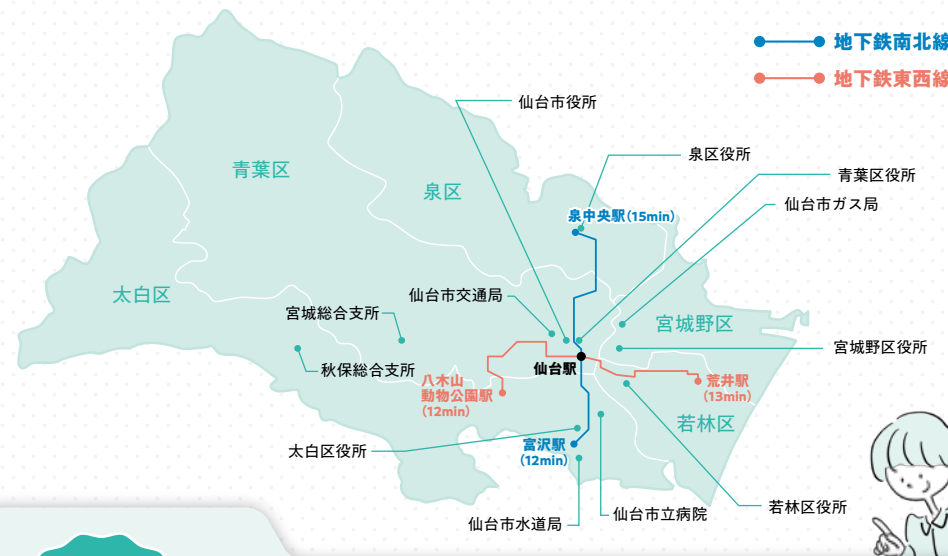 地下鉄南北線
地下鉄東西線
仙台市役所
泉区役所
青葉区
青葉区役所
泉区
仙台市ガス局
泉中央駅(15min)
太白区
仙台市交通局
宮城総合支所
宮城野区
宮城野区役所
仙台駅
秋保総合支所
八木山
動物公園駅
(12min)
荒井駅
(13min)
若林区
太白区役所
富沢駅
(12min)
若林区役所
仙台市立病院
仙台市水道局